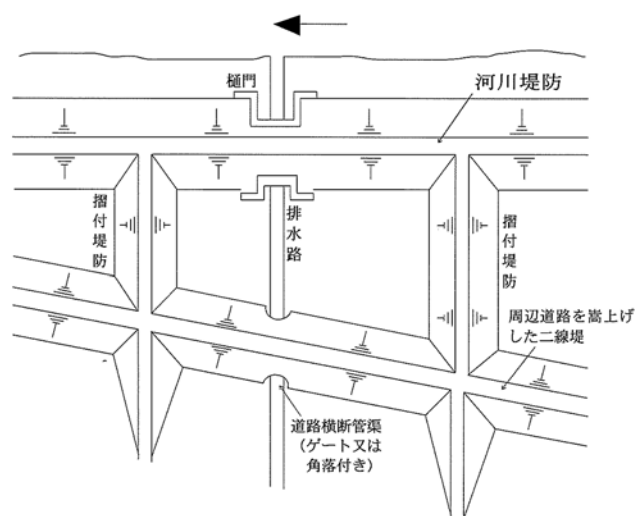 樋門
河川堤防
摺付堤防
排水路
摺付堤防
周辺道路を嵩上げ
した二線堤
道路横断管渠
（ゲート又は
角落付き）